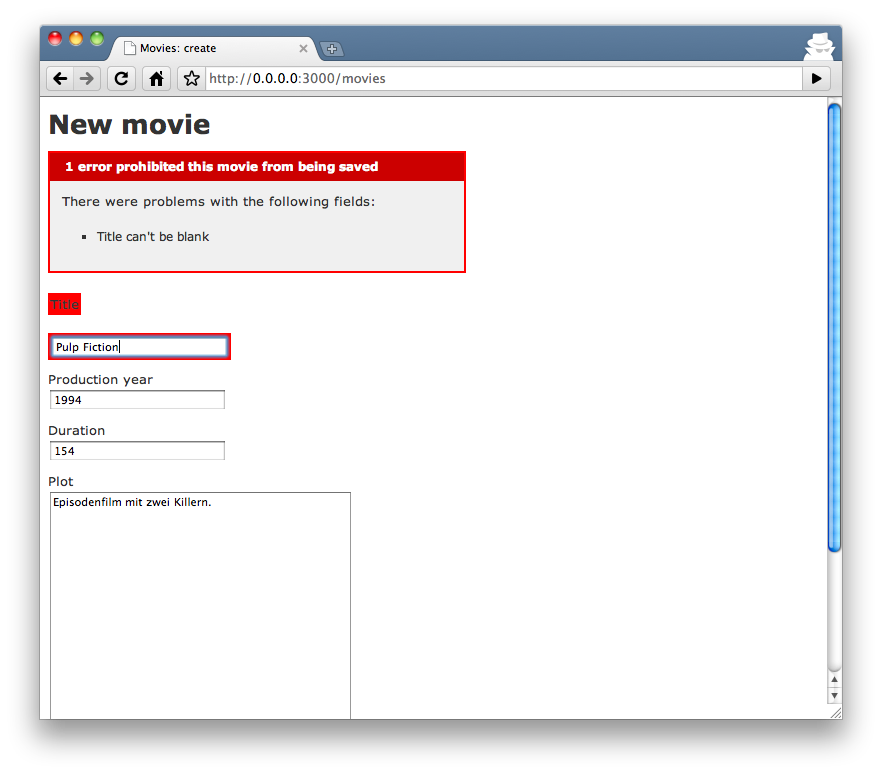 Movies: create
http://0.0.0.0:3000/movies
New movie
1 error prohibited this movie from being saved
There were problems with the following fields:
Title can't be blank
Title
Pulp Fiction
Production year
1994
Duration
154
Plot
Episodenfilm mit zwei Killern.